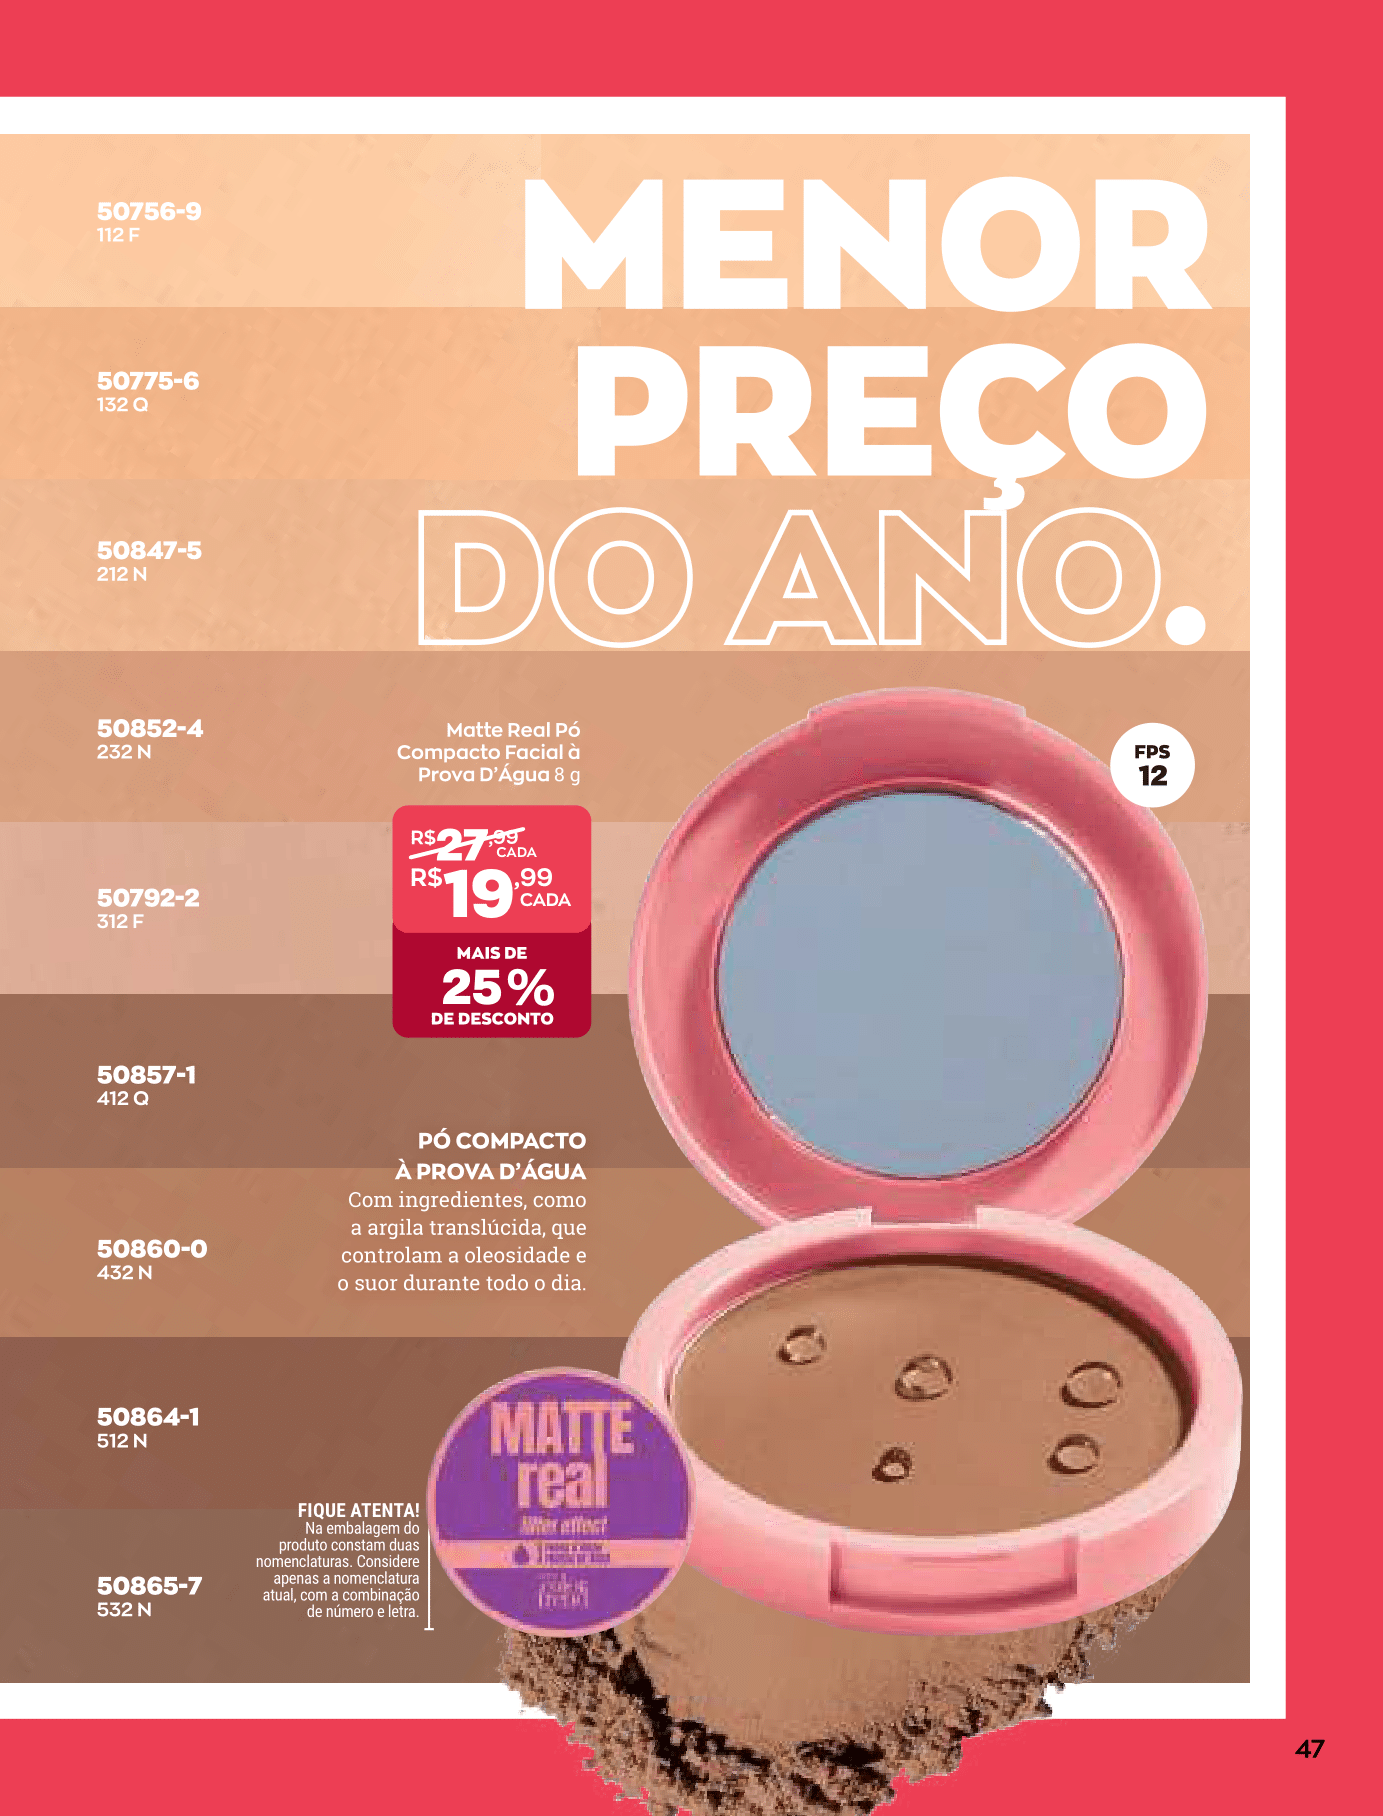 MENOR
PREÇO
DO ANO.
50756-9
112 F
50775-6
132 Q
50847-5
212 N
50852-4
232 N
50792-2
312 F
50857-1
412 Q
50860-0
432 N
50864-1
512 N
50865-7
532 N
Matte Real Pó
Compacto Facial à
Prova D’Água 8 g
FPS
12
R$27,99
CADA
R$19,99
CADA
MAIS DE
25%
DE DESCONTO
PÓ COMPACTO
À PROVA D’ÁGUA
Com ingredientes, como
a argila translúcida, que
controlam a oleosidade e
o suor durante todo o dia.
MATTE
real
filter effect
color
trend
FIQUE ATENTA!
Na embalagem do
produto constam duas
nomenclaturas. Considere
apenas a nomenclatura
atual, com a combinação
de número e letra.
47